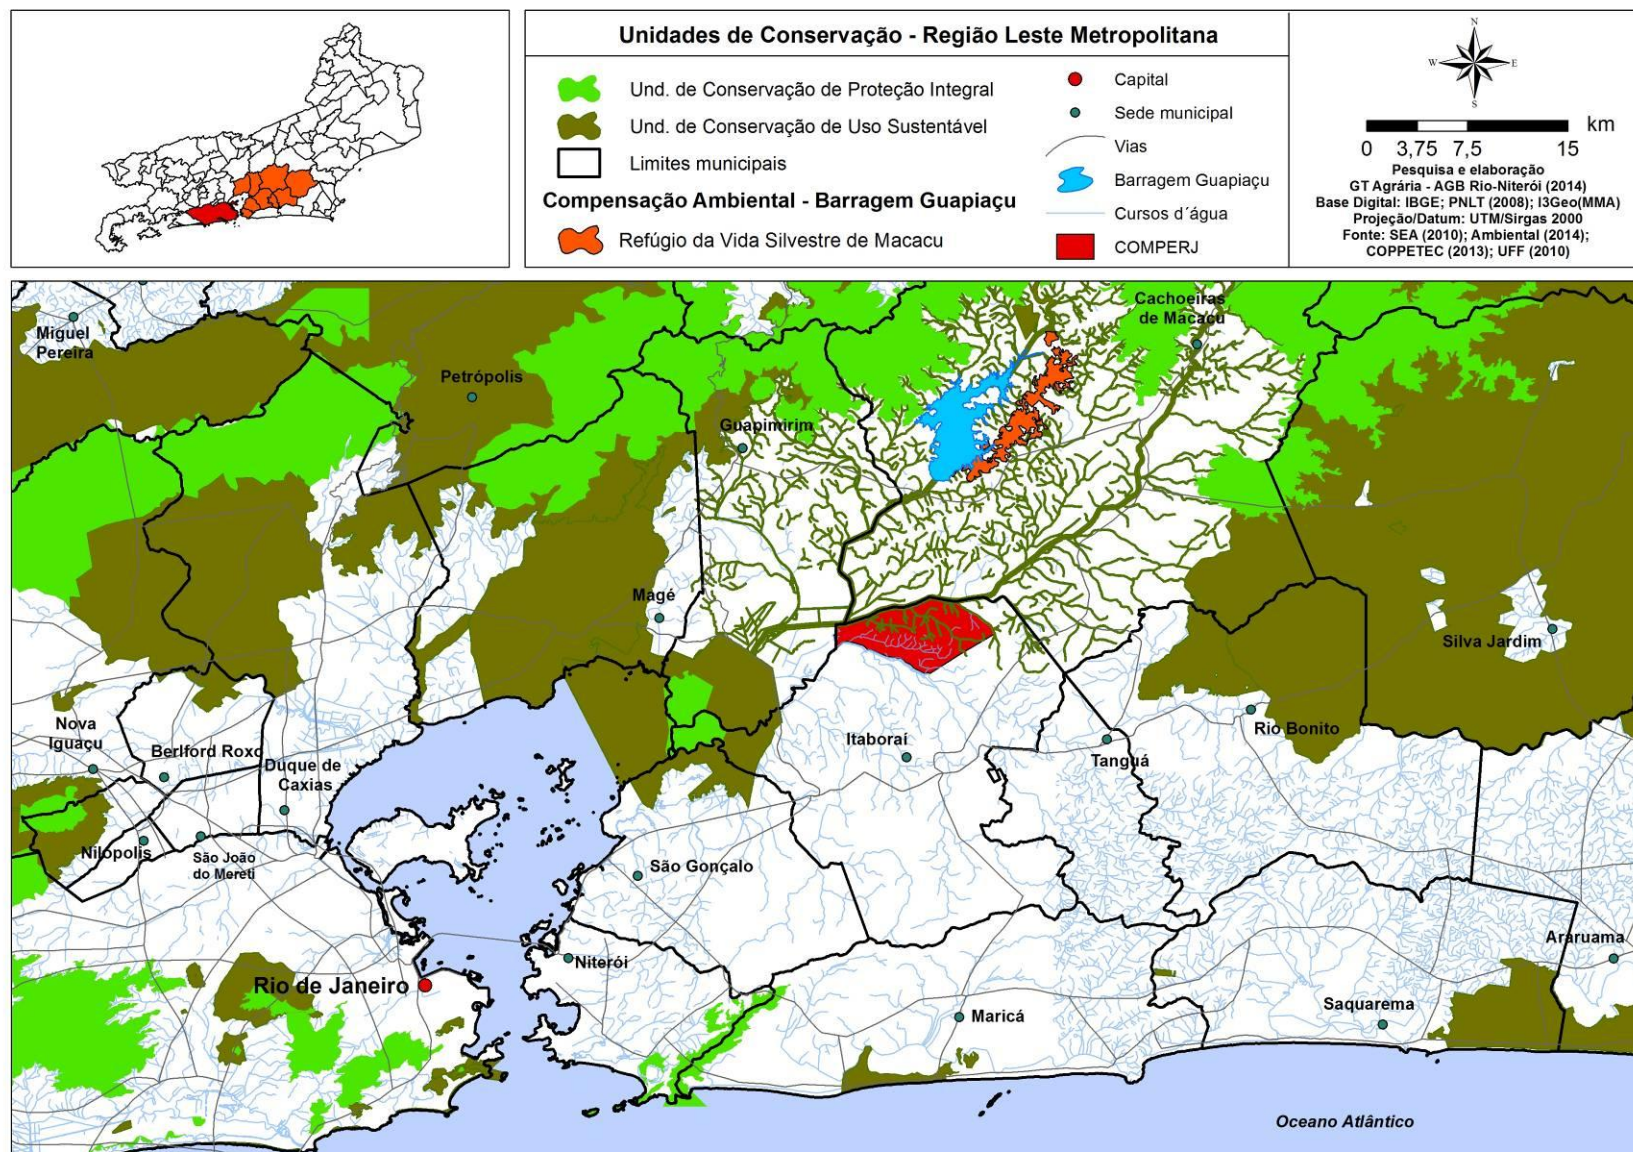 Unidades de Conservação - Região Leste Metropolitana
Und. de Conservação de Proteção Integral
Und. de Conservação de Uso Sustentável
Limites municipais
Compensação Ambiental - Barragem Guapiaçu
Refúgio da Vida Silvestre de Macacu
Capital
Sede municipal
Vias
Barragem Guapiaçu
Cursos d´água
COMPERJ
N
W
E
S
km
0 3,75 7,5 15
Pesquisa e elaboração
GT Agrária - AGB Rio-Niterói (2014)
Base Digital: IBGE; PNLT (2008); I3Geo(MMA)
Projeção/Datum: UTM/Sirgas 2000
Fonte: SEA (2010); Ambiental (2014);
COPPETEC (2013); UFF (2010)
Cachoeiras
de Macacu
Miguel
Pereira
Petrópolis
Guapimirim
Magé
Silva Jardim
Nova
Iguaçu
Berlford Roxo
Duque de
Caxias
Itaboraí
Tanguá
Rio Bonito
Nilópolis
São João
do Mereti
São Gonçalo
Araruama
Niterói
Rio de Janeiro
Maricá
Saquarema
Oceano Atlântico